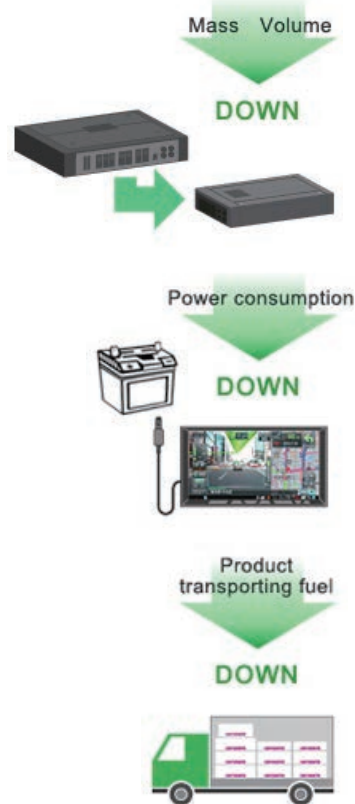 Mass Volume
DOWN
Power consumption
DOWN
Product
transporting fuel
DOWN